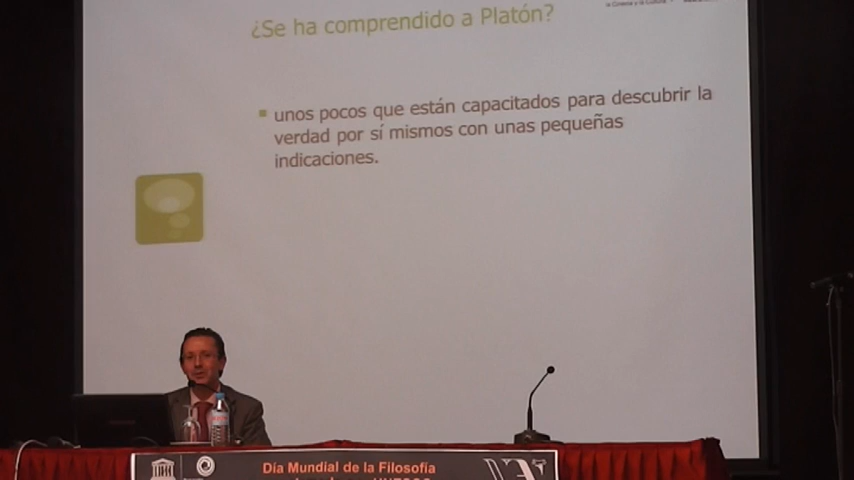 ¿Se ha comprendido a Platón?
unos pocos que están capacitados para descubrir la
verdad por sí mismos con unas pequeñas
indicaciones.
Día Mundial de la Filosofía